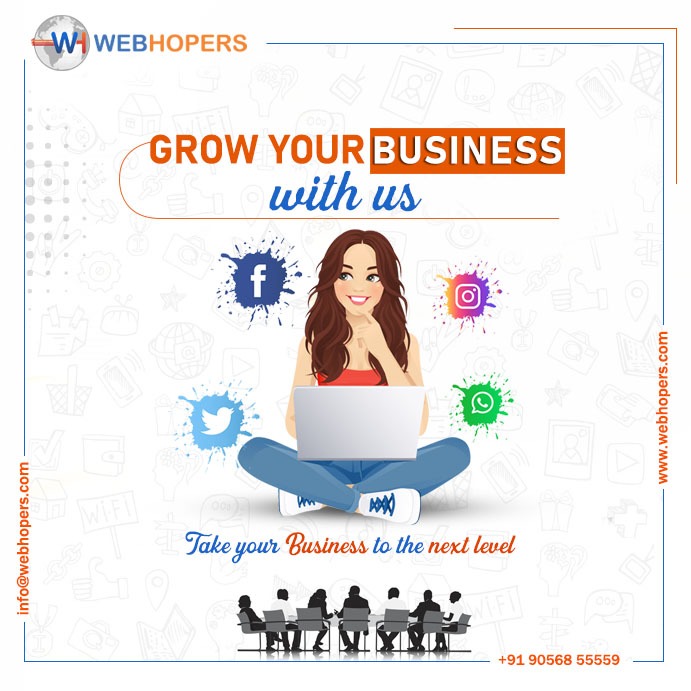 WEBHOPERS
GROW YOUR BUSINESS
with us
Take your Business to the next level
info@webhopers.com
www.webhopers.com
+91 90568 55559